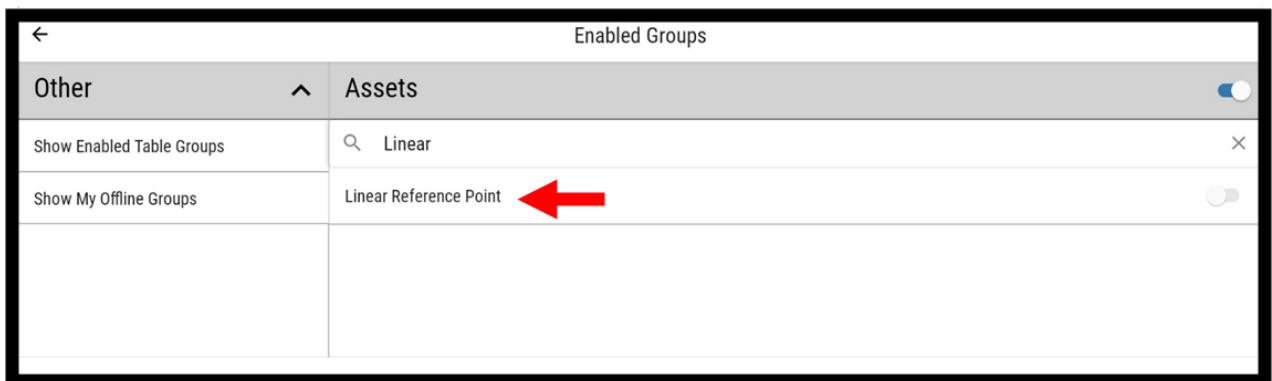 Enabled Groups
Other
Assets
Show Enabled Table Groups
Linear
Show My Offline Groups
Linear Reference Point